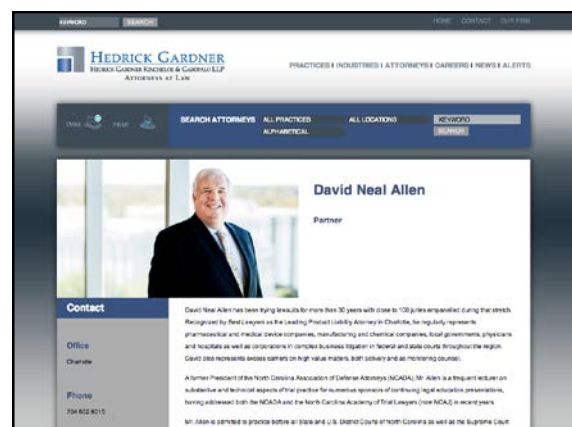 KEYWORD SEARCH
HOME CONTACT OUR FIRM
HEDRICK GARDNER
HEDRICK GARDNER KINCHELOE & GAROFALO LLP
ATTORNEYS AT LAW
PRACTICES | INDUSTRIES | ATTORNEYS | CAREERS | NEWS | ALERTS
EMAIL PRINT
SEARCH ATTORNEYS ALL PRACTICES ALL LOCATIONS KEYWORD
ALPHABETICAL SEARCH
David Neal Allen
Partner
Contact
Office
Charlotte
Phone
704 602 8015
David Neal Allen has been trying lawsuits for more than 30 years with close to 100 juries empanelled during that stretch.
Recognized by Best Lawyers as the Leading Product Liability Attorney in Charlotte, he regularly represents
pharmaceutical and medical device companies, manufacturing and chemical companies, local governments, physicians
and hospitals as well as corporations in complex business litigation in federal and state courts throughout the region.
David also represents excess carriers on high value matters, both actively and as monitoring counsel.
A former President of the North Carolina Association of Defense Attorneys (NCADA), Mr. Allen is a frequent lecturer on
substantive and technical aspects of trial practice for numerous sponsors of continuing legal education presentations,
having addressed both the NCADA and the North Carolina Academy of Trial Lawyers (now NCAJ) in recent years.
Mr. Allen is admitted to practice before all State and U.S. District Courts of North Carolina as well as the Supreme Court